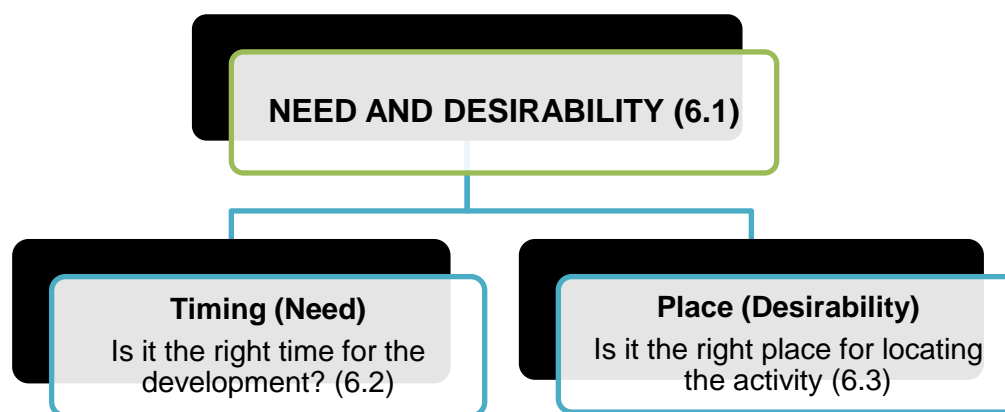 NEED AND DESIRABILITY (6.1)
Timing (Need)
Is it the right time for the
development? (6.2)
Place (Desirability)
Is it the right place for locating
the activity (6.3)